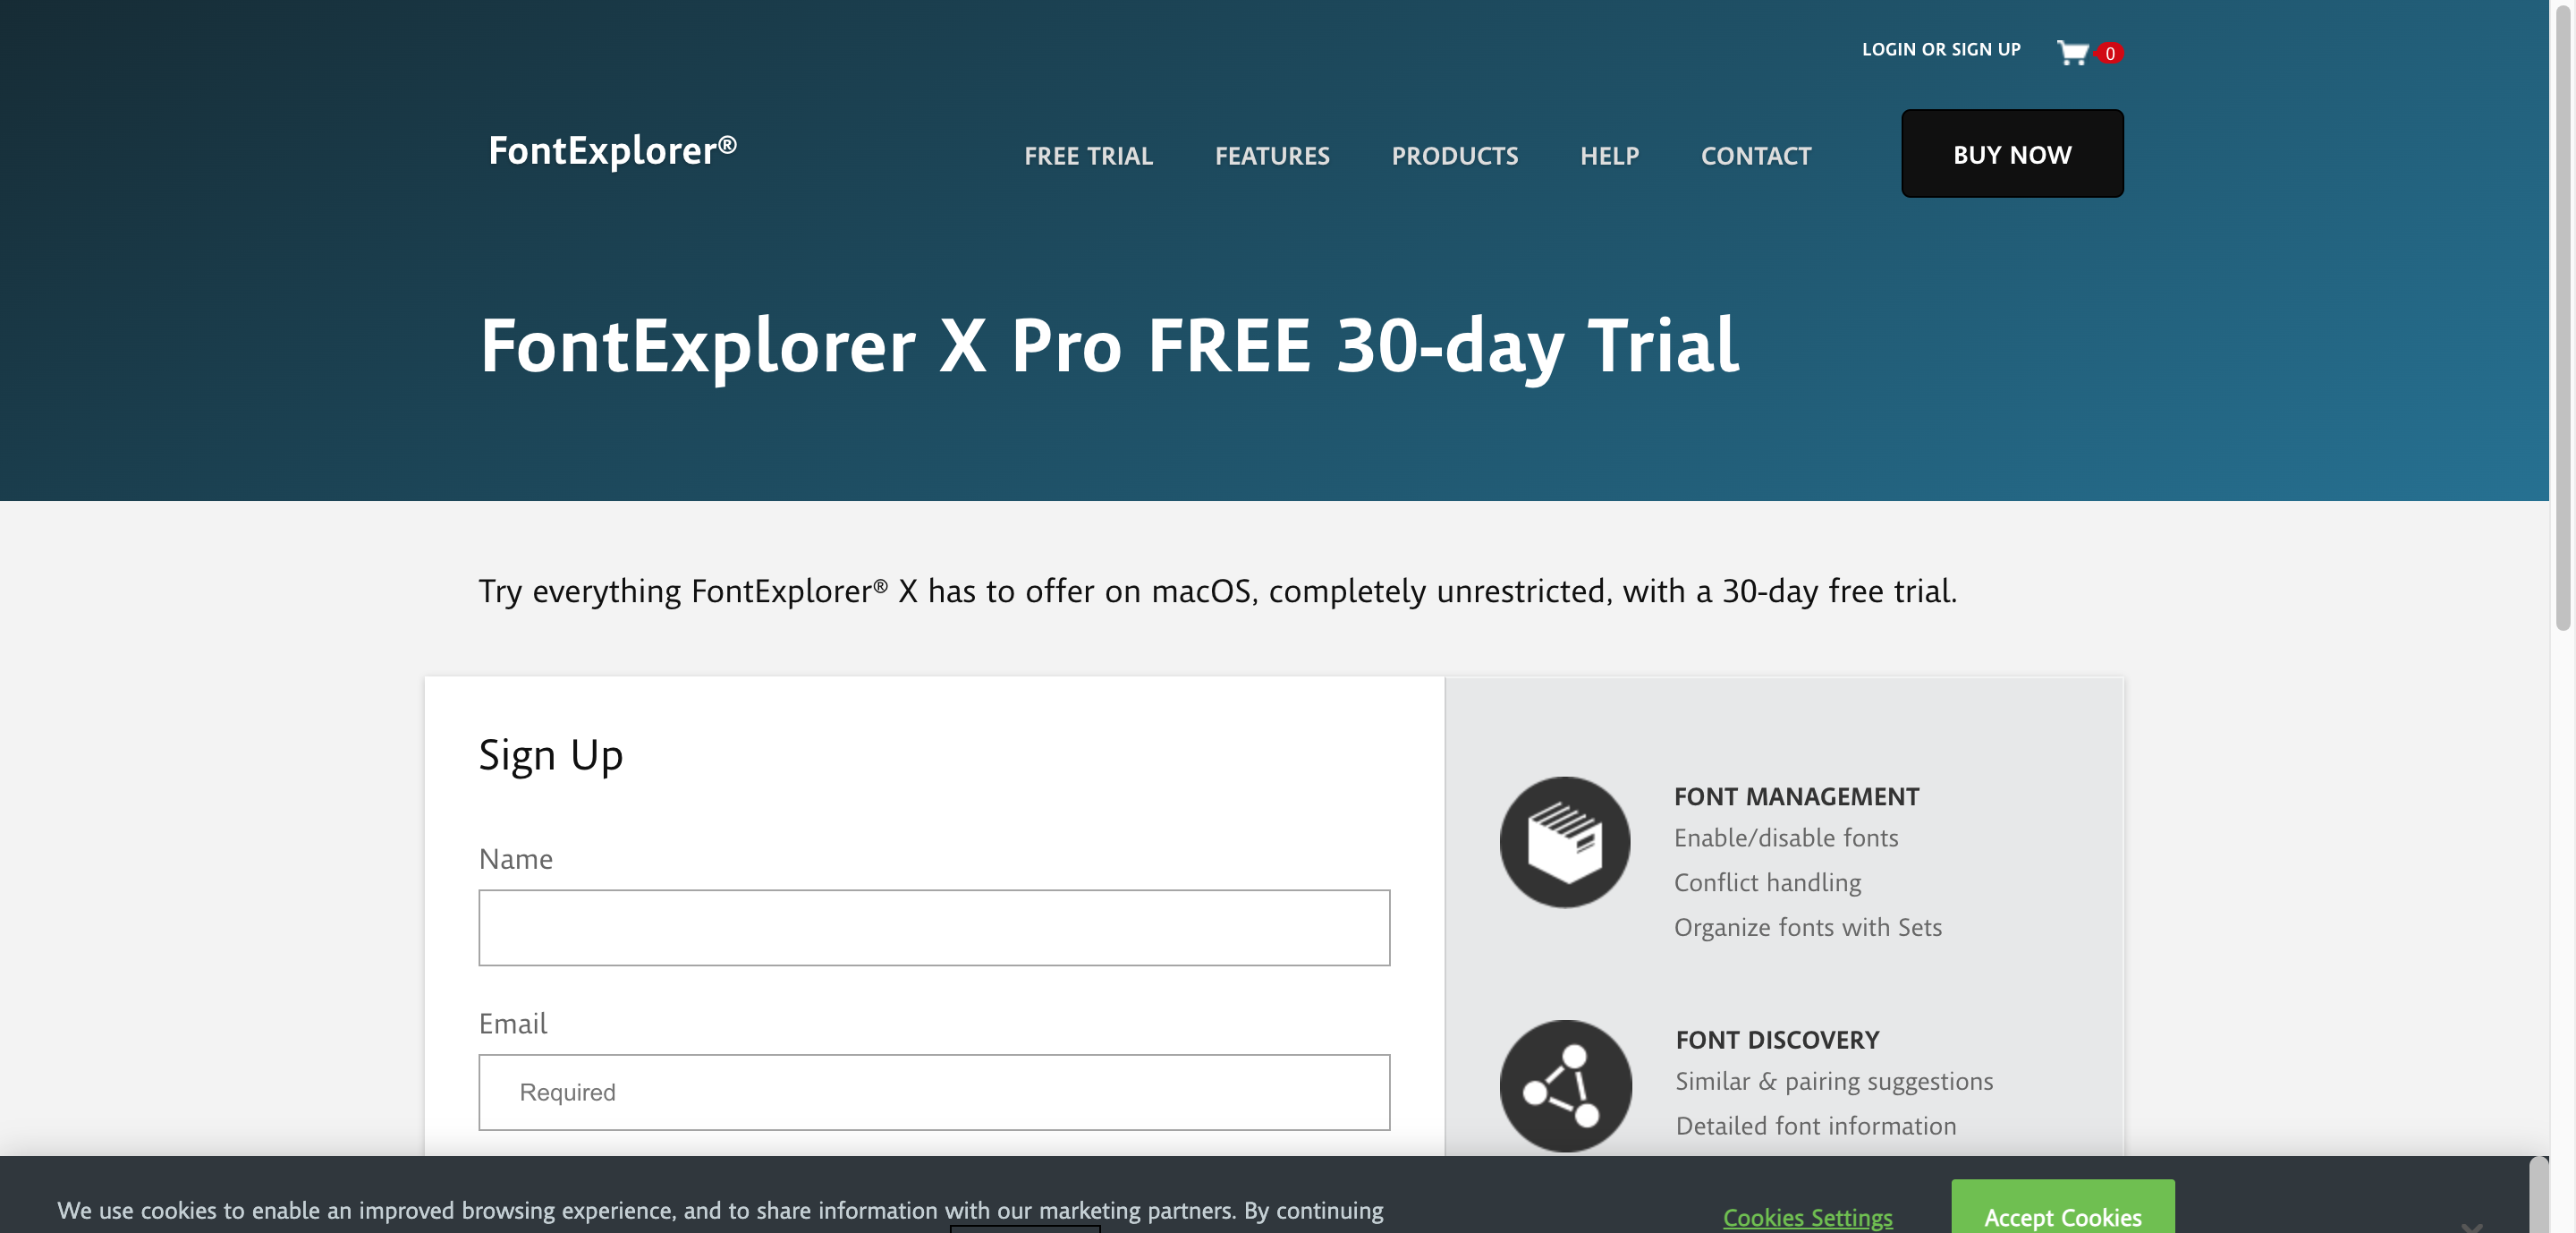 LOGIN OR SIGN UP
0
FontExplorer®
FREE TRIAL
FEATURES
PRODUCTS
HELP
CONTACT
BUY NOW
FontExplorer X Pro FREE 30-day Trial
Try everything FontExplorer® X has to offer on macOS, completely unrestricted, with a 30-day free trial.
Sign Up
Name
Email
Required
FONT MANAGEMENT
Enable/disable fonts
Conflict handling
Organize fonts with Sets
FONT DISCOVERY
Similar & pairing suggestions
Detailed font information
We use cookies to enable an improved browsing experience, and to share information with our marketing partners. By continuing
Cookies Settings
Accept Cookies